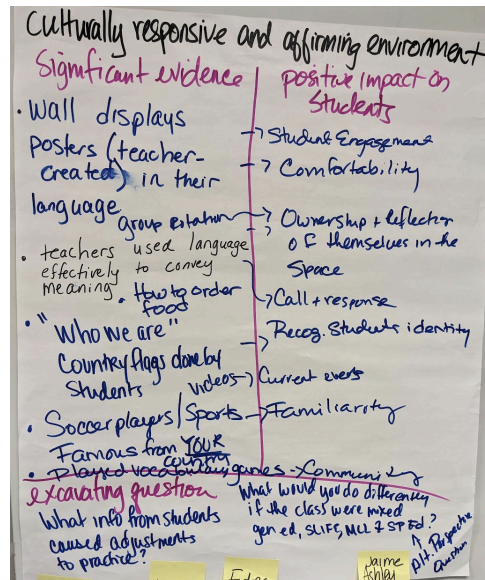 Culturally responsive and affirming environment
Significant evidence
• Wall displays
posters (teacher-
created) in their
language
group rotation
• teachers used language
effectively to convey
meaning
• How to order
food
• "Who we are"
Country flags done by
Students
videos
• Soccer players / Sports
Famous from YOUR
country
• Played vocabulary games → Community
positive impact on
Students
→ Student Engagement
→ Comfortability
→ Ownership + Reflection
of themselves in the
Space
→ Call + response
→ Recog. Students identity
→ Current events
→ Familiarity
excavating question
What info from students
caused adjustments
to practice?
What would you do differently
if the class were mixed
gen ed, SLIFE, MLL & SPEd?
Alt. Perspective
Question
Jaime
Ashley